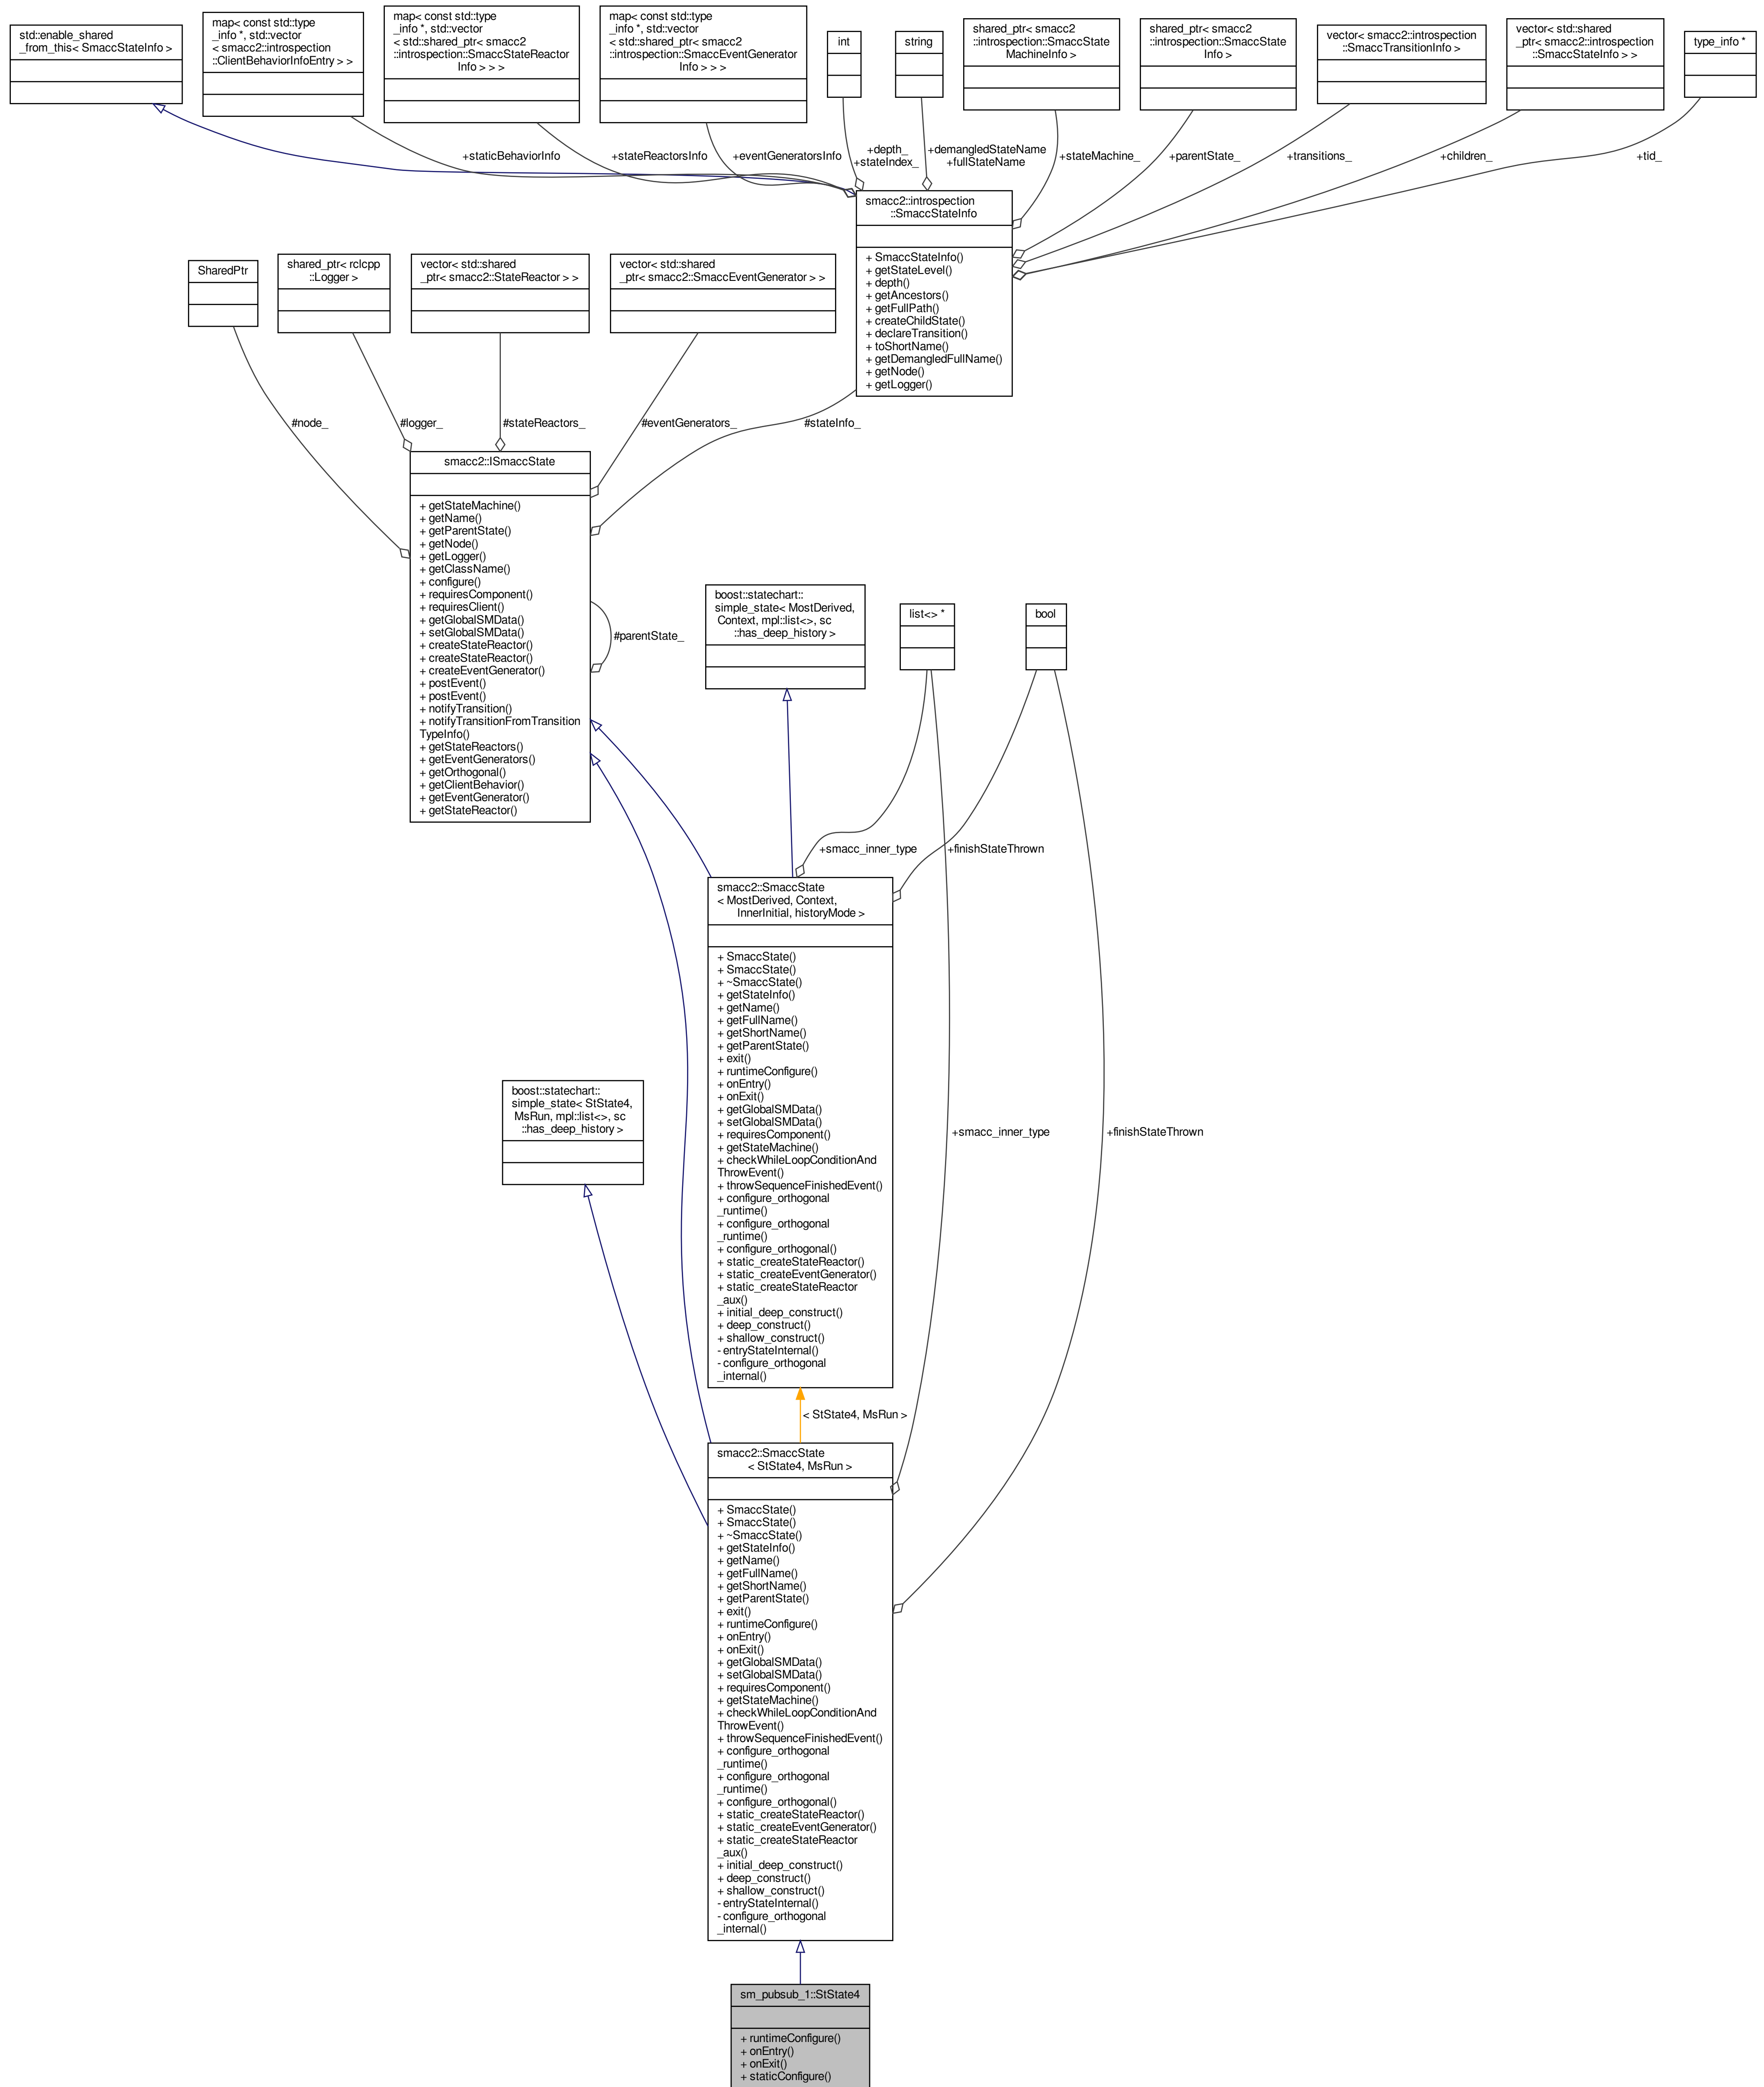 std::enable_shared
_from_this< SmaccStateInfo >
map< const std::type
_info *, std::vector
< smacc2::introspection
::ClientBehaviorInfoEntry > >
map< const std::type
_info *, std::vector
< std::shared_ptr< smacc2
::introspection::SmaccStateReactor
Info > > >
map< const std::type
_info *, std::vector
< std::shared_ptr< smacc2
::introspection::SmaccEventGenerator
Info > > >
int
string
shared_ptr< smacc2
::introspection::SmaccState
MachineInfo >
shared_ptr< smacc2
::introspection::SmaccState
Info >
vector< smacc2::introspection
::SmaccTransitionInfo >
vector< std::shared
_ptr< smacc2::introspection
::SmaccStateInfo > >
type_info *
+staticBehaviorInfo
+stateReactorsInfo
+eventGeneratorsInfo
+depth_
+stateIndex_
+demangledStateName
+fullStateName
+stateMachine_
+parentState_
+transitions_
+children_
+tid_
smacc2::introspection
::SmaccStateInfo
+ SmaccStateInfo()
+ getStateLevel()
+ depth()
+ getAncestors()
+ getFullPath()
+ createChildState()
+ declareTransition()
+ toShortName()
+ getDemangledFullName()
+ getNode()
+ getLogger()
SharedPtr
shared_ptr< rclcpp
::Logger >
vector< std::shared
_ptr< smacc2::StateReactor > >
vector< std::shared
_ptr< smacc2::SmaccEventGenerator > >
#node_
#logger_
#stateReactors_
#eventGenerators_
#stateInfo_
smacc2::ISmaccState
+ getStateMachine()
+ getName()
+ getParentState()
+ getNode()
+ getLogger()
+ getClassName()
+ configure()
+ requiresComponent()
+ requiresClient()
+ getGlobalSMData()
+ setGlobalSMData()
+ createStateReactor()
+ createStateReactor()
+ createEventGenerator()
+ postEvent()
+ postEvent()
+ notifyTransition()
+ notifyTransitionFromTransition
TypeInfo()
+ getStateReactors()
+ getEventGenerators()
+ getOrthogonal()
+ getClientBehavior()
+ getEventGenerator()
+ getStateReactor()
#parentState_
boost::statechart::
simple_state< MostDerived,
Context, mpl::list<>, sc
::has_deep_history >
list<> *
bool
+smacc_inner_type
+finishStateThrown
smacc2::SmaccState
< MostDerived, Context,
InnerInitial, historyMode >
+ SmaccState()
+ SmaccState()
+ ~SmaccState()
+ getStateInfo()
+ getName()
+ getFullName()
+ getShortName()
+ getParentState()
+ exit()
+ runtimeConfigure()
+ onEntry()
+ onExit()
+ getGlobalSMData()
+ setGlobalSMData()
+ requiresComponent()
+ getStateMachine()
+ checkWhileLoopConditionAnd
ThrowEvent()
+ throwSequenceFinishedEvent()
+ configure_orthogonal
_runtime()
+ configure_orthogonal
_runtime()
+ configure_orthogonal()
+ static_createStateReactor()
+ static_createEventGenerator()
+ static_createStateReactor
_aux()
+ initial_deep_construct()
+ deep_construct()
+ shallow_construct()
- entryStateInternal()
- configure_orthogonal
_internal()
boost::statechart::
simple_state< StState4,
MsRun, mpl::list<>, sc
::has_deep_history >
+smacc_inner_type
+finishStateThrown
< StState4, MsRun >
smacc2::SmaccState
< StState4, MsRun >
+ SmaccState()
+ SmaccState()
+ ~SmaccState()
+ getStateInfo()
+ getName()
+ getFullName()
+ getShortName()
+ getParentState()
+ exit()
+ runtimeConfigure()
+ onEntry()
+ onExit()
+ getGlobalSMData()
+ setGlobalSMData()
+ requiresComponent()
+ getStateMachine()
+ checkWhileLoopConditionAnd
ThrowEvent()
+ throwSequenceFinishedEvent()
+ configure_orthogonal
_runtime()
+ configure_orthogonal
_runtime()
+ configure_orthogonal()
+ static_createStateReactor()
+ static_createEventGenerator()
+ static_createStateReactor
_aux()
+ initial_deep_construct()
+ deep_construct()
+ shallow_construct()
- entryStateInternal()
- configure_orthogonal
_internal()
sm_pubsub_1::StState4
+ runtimeConfigure()
+ onEntry()
+ onExit()
+ staticConfigure()